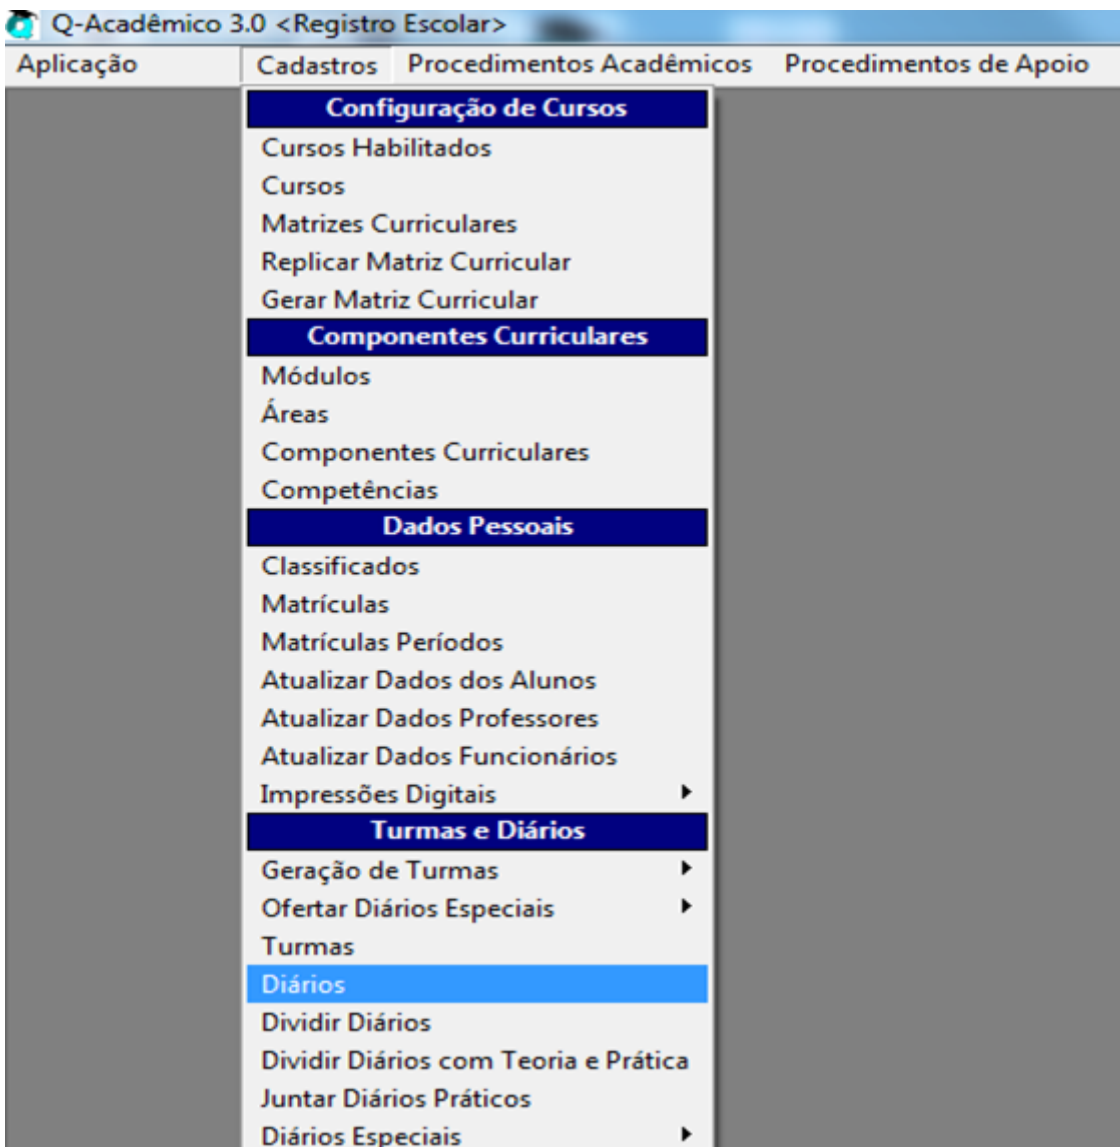 Q-Acadêmico 3.0 <Registro Escolar>
Aplicação Cadastros Procedimentos Acadêmicos Procedimentos de Apoio
Configuração de Cursos
Cursos Habilitados
Cursos
Matrizes Curriculares
Replicar Matriz Curricular
Gerar Matriz Curricular
Componentes Curriculares
Módulos
Áreas
Componentes Curriculares
Competências
Dados Pessoais
Classificados
Matrículas
Matrículas Períodos
Atualizar Dados dos Alunos
Atualizar Dados Professores
Atualizar Dados Funcionários
Impressões Digitais
Turmas e Diários
Geração de Turmas
Ofertar Diários Especiais
Turmas
Diários
Dividir Diários
Dividir Diários com Teoria e Prática
Juntar Diários Práticos
Diários Especiais